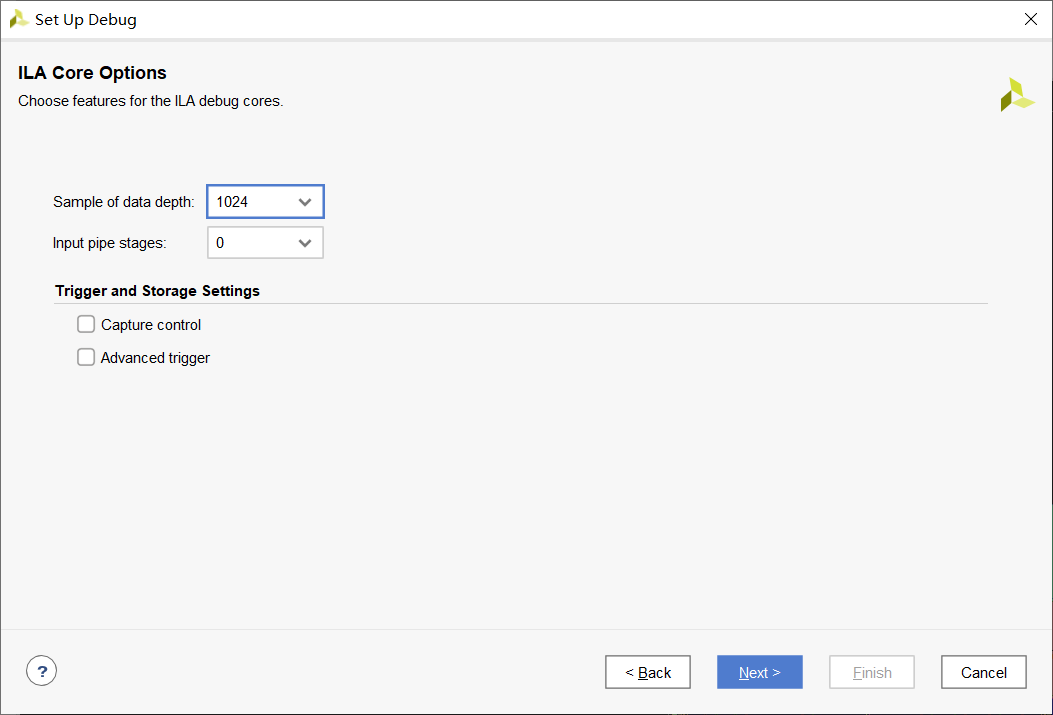 Set Up Debug
ILA Core Options
Choose features for the ILA debug cores.
Sample of data depth: 1024
Input pipe stages: 0
Trigger and Storage Settings
Capture control
Advanced trigger
? < Back Next > Finish Cancel